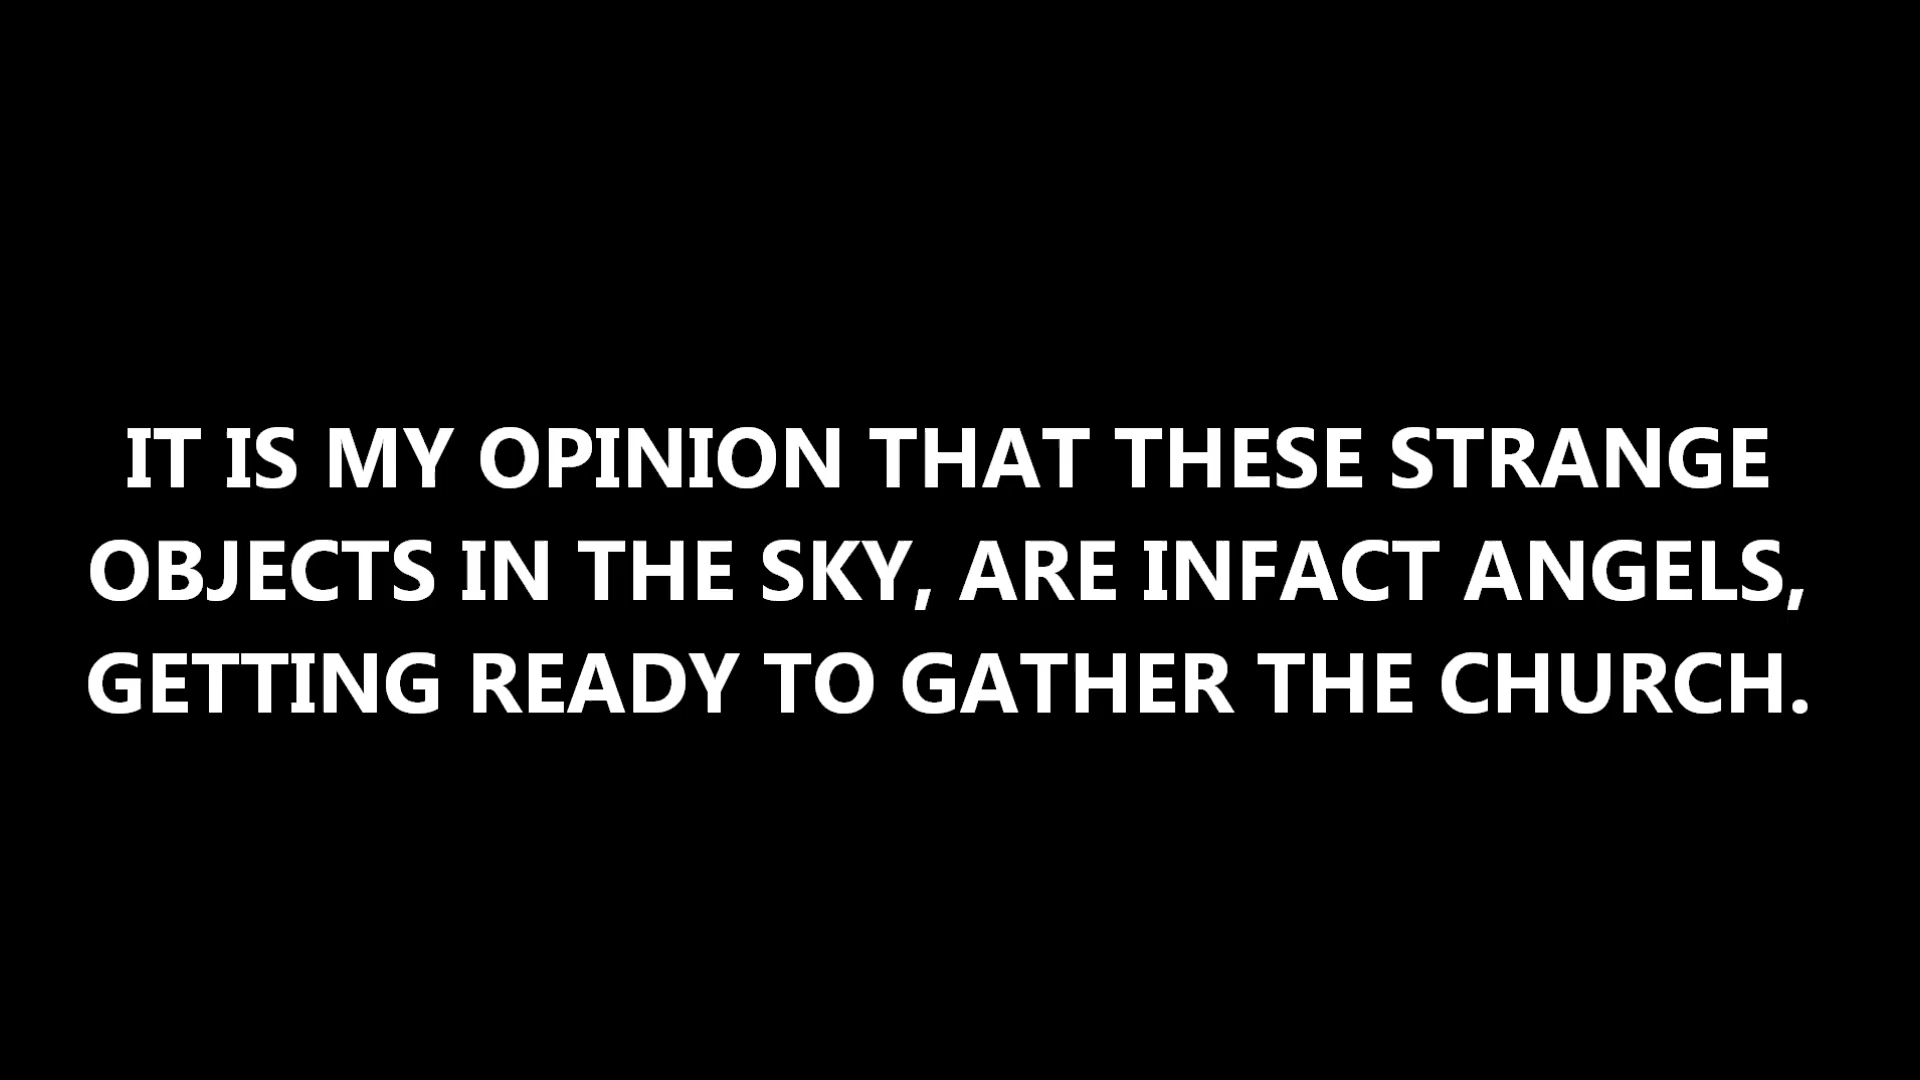 IT IS MY OPINION THAT THESE STRANGE
OBJECTS IN THE SKY, ARE INFACT ANGELS,
GETTING READY TO GATHER THE CHURCH.